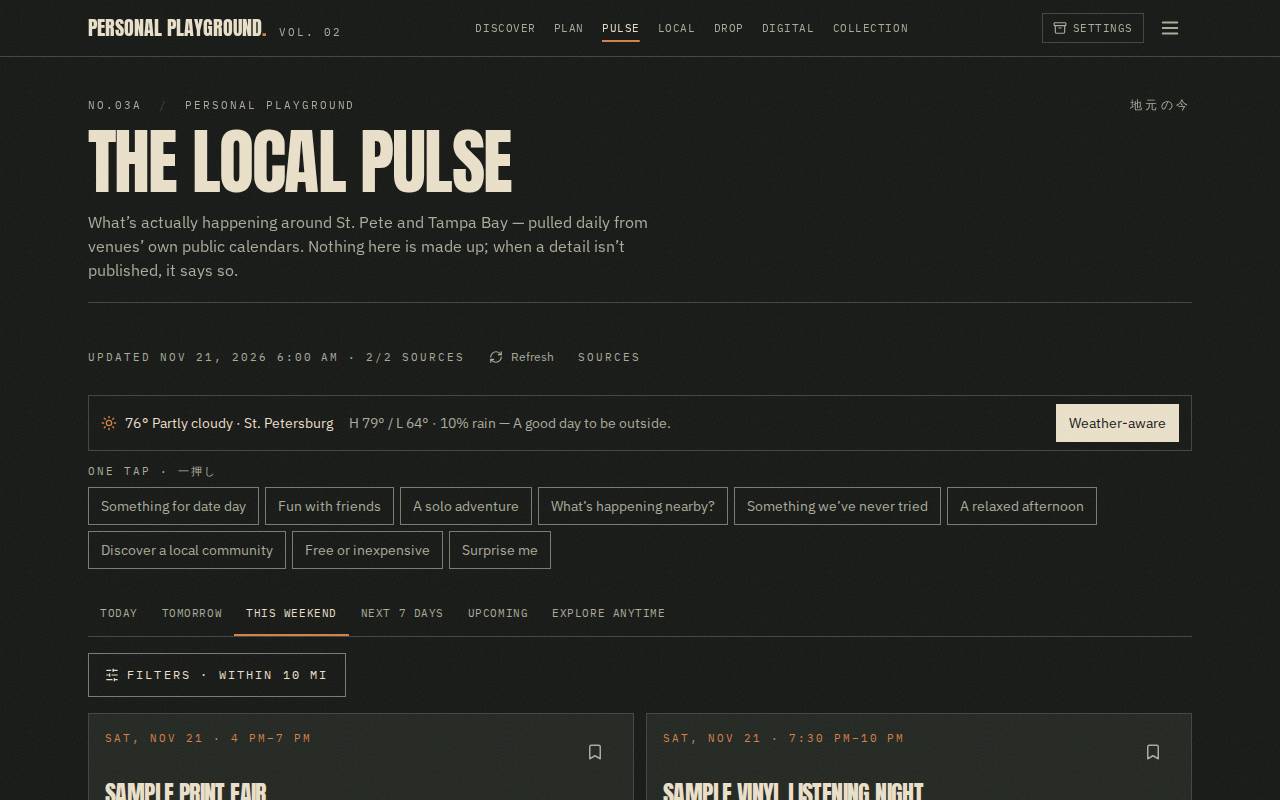 PERSONAL PLAYGROUND. VOL. 02
DISCOVER PLAN PULSE LOCAL DROP DIGITAL COLLECTION
SETTINGS
NO.03A / PERSONAL PLAYGROUND
地元の今
THE LOCAL PULSE
What’s actually happening around St. Pete and Tampa Bay — pulled daily from
venues’ own public calendars. Nothing here is made up; when a detail isn’t
published, it says so.
UPDATED NOV 21, 2026 6:00 AM · 2/2 SOURCES Refresh SOURCES
76° Partly cloudy · St. Petersburg H 79° / L 64° · 10% rain — A good day to be outside. Weather-aware
ONE TAP · 一押し
Something for date day Fun with friends A solo adventure What’s happening nearby? Something we’ve never tried A relaxed afternoon
Discover a local community Free or inexpensive Surprise me
TODAY TOMORROW THIS WEEKEND NEXT 7 DAYS UPCOMING EXPLORE ANYTIME
FILTERS · WITHIN 10 MI
SAT, NOV 21 · 4 PM–7 PM
SAMPLE PRINT FAIR
SAT, NOV 21 · 7:30 PM–10 PM
SAMPLE VINYL LISTENING NIGHT